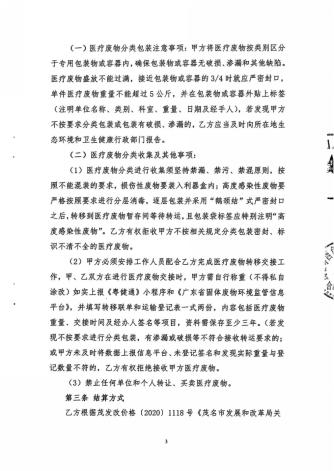 （一）医疗废物分类包装注意事项：甲方将医疗废物按类别区分
于专用包装物或容器内，确保包装物或容器无破损、渗漏和其他缺陷。
医疗废物盛放不能过满，接近包装物或容器的 3/4 时就应严密封口，
单件医疗废物重量不能超过 5 公斤，并在包装物或容器外贴上标签
（注明单位名称、类别、科室、重量、日期及经手人），若发现甲方
不按要求分类包装或包装有破损、渗漏的，乙方应当及时向所在地生
态环境和卫生健康行政部门报告。
（二）医疗废物分类收集及其他事项：
（1）医疗废物分类进行收集须坚持禁漏、禁污、禁混原则，按
照不能混装的要求，损伤性废物要装入利器盒内；高度感染性废物要
严格按照要求进行分层消毒，逐层包装并采用“鹅颈结”式严密封口
之后，转移到医疗废物暂存间等待转运，且包装袋标签应特别注明“高
度感染性废物”。乙方有权拒收甲方不按相关规定分类包装密封、标
识不清不全的医疗废物。
（2）甲方必须安排工作人员配合乙方完成医疗废物转移交接工
作，甲、乙双方在进行医疗废物交接时，甲方需自行称重（不得私自
涂改）如实上报《粤健通》小程序和《广东省固体废物环境监管信息
平台》，并填写转移联单和运输登记表一式两份，内容包括医疗废物
重量、交接时间及经办人签名等项目，资料需保存至少三年。（若发
现不按要求进行分类包装，有渗漏或破损等不符合接收转运要求的；
或甲方未及时将数据上报信息平台、未登记签名和发现实际重量与登
记数量不符的，乙方有权拒绝接收甲方医疗废物。
（3）禁止任何单位和个人转让、买卖医疗废物。
第三条 结算方式
乙方根据茂发改价格（2020）1118 号《茂名市发展和改革局关
3